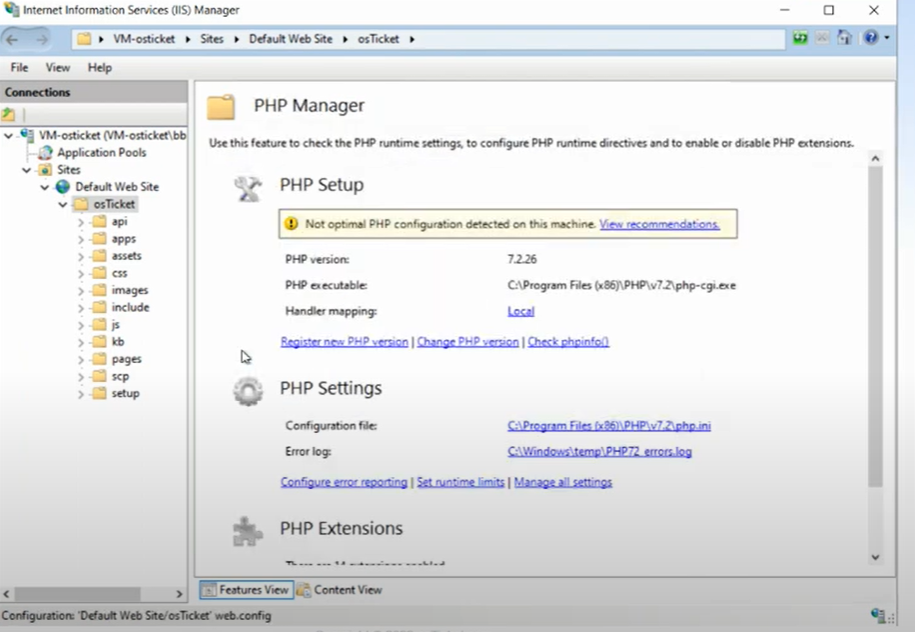 Internet Information Services (IIS) Manager
VM-osticket Sites Default Web Site osTicket
File View Help
Connections
VM-osticket (VM-osticket\bb
Application Pools
Sites
Default Web Site
osTicket
api
apps
assets
css
images
include
js
kb
pages
scp
setup
PHP Manager
Use this feature to check the PHP runtime settings, to configure PHP runtime directives and to enable or disable PHP extensions.
PHP Setup
Not optimal PHP configuration detected on this machine. View recommendations.
PHP version: 7.2.26
PHP executable: C:\Program Files (x86)\PHP\v7.2\php-cgi.exe
Handler mapping: Local
Register new PHP version | Change PHP version | Check phpinfo()
PHP Settings
Configuration file: C:\Program Files (x86)\PHP\v7.2\php.ini
Error log: C:\Windows\temp\PHP72_errors.log
Configure error reporting | Set runtime limits | Manage all settings
PHP Extensions
There are 14 extensions enabled
Features View Content View
Configuration: 'Default Web Site/osTicket' web.config